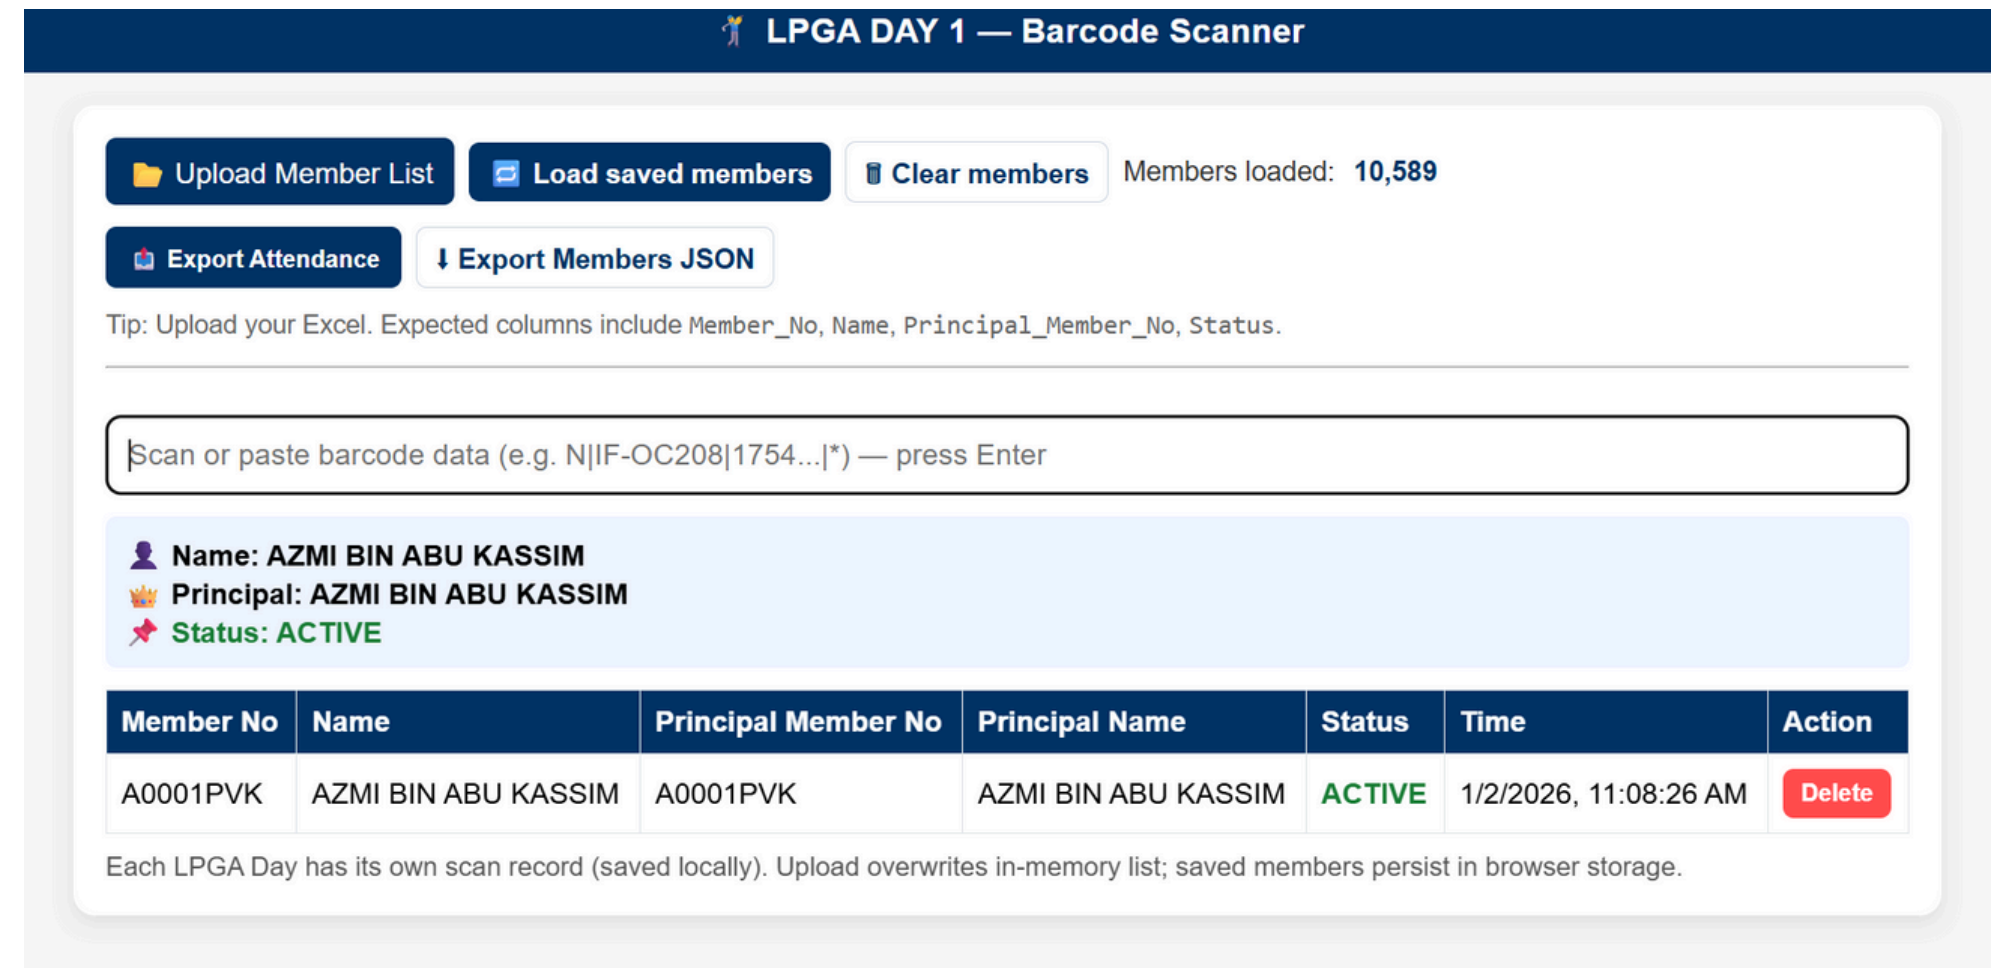 LPGA DAY 1 — Barcode Scanner
Upload Member List
Load saved members
Clear members
Members loaded: 10,589
Export Attendance
Export Members JSON
Tip: Upload your Excel. Expected columns include Member_No, Name, Principal_Member_No, Status.
Scan or paste barcode data (e.g. N|IF-OC208|1754...|*) — press Enter
Name: AZMI BIN ABU KASSIM
Principal: AZMI BIN ABU KASSIM
Status: ACTIVE
Member No Name Principal Member No Principal Name Status Time Action
A0001PVK AZMI BIN ABU KASSIM A0001PVK AZMI BIN ABU KASSIM ACTIVE 1/2/2026, 11:08:26 AM Delete
Each LPGA Day has its own scan record (saved locally). Upload overwrites in-memory list; saved members persist in browser storage.